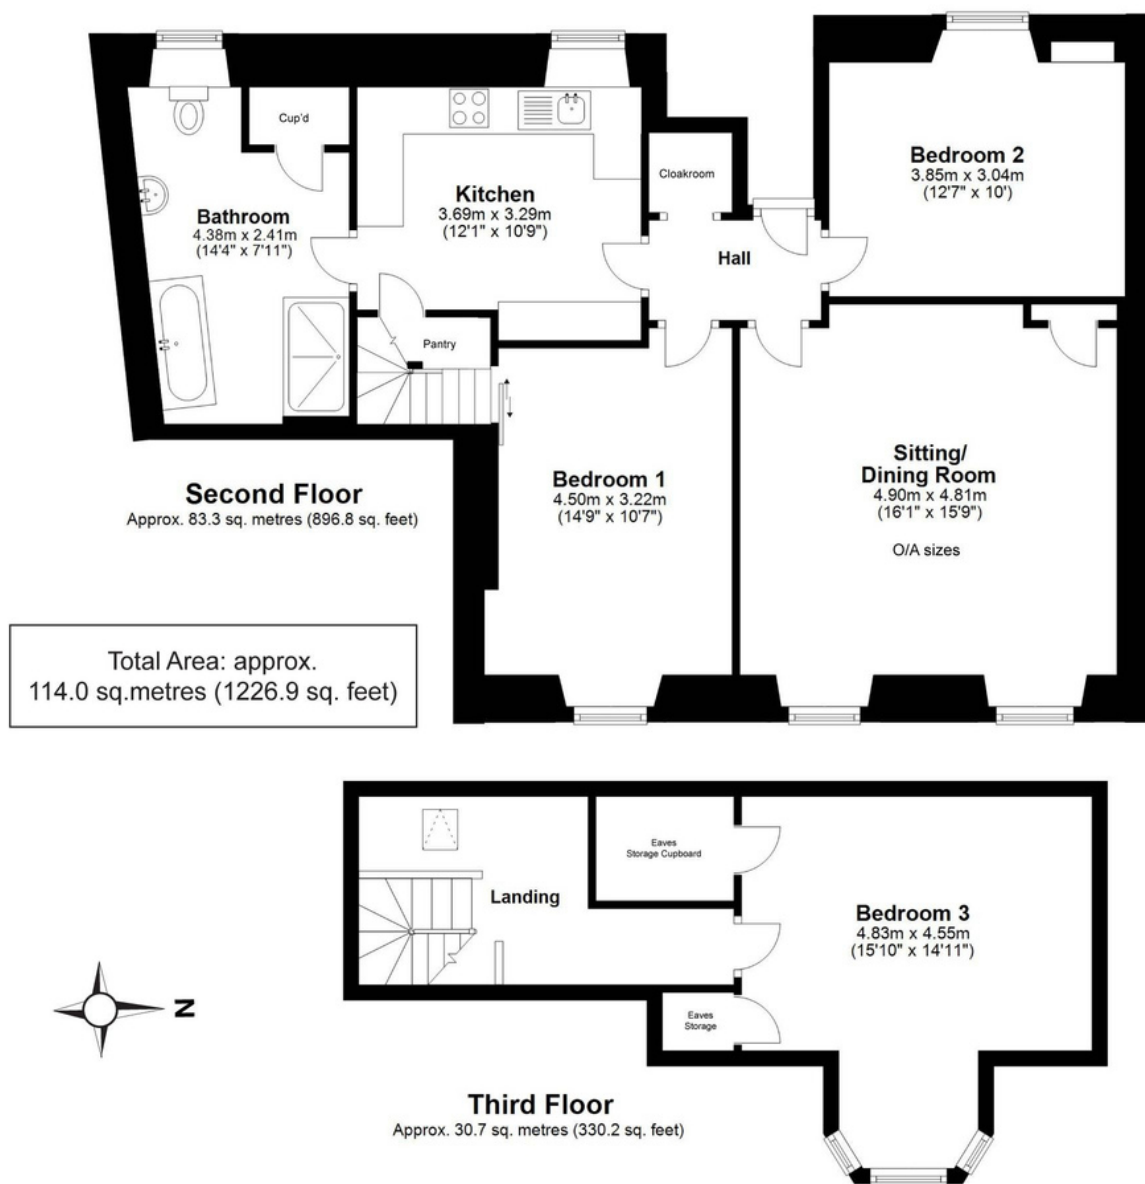 Cup'd
Bathroom
4.38m x 2.41m
(14'4" x 7'11")
Kitchen
3.69m x 3.29m
(12'1" x 10'9")
Pantry
Cloakroom
Hall
Bedroom 2
3.85m x 3.04m
(12'7" x 10')
Bedroom 1
4.50m x 3.22m
(14'9" x 10'7")
Sitting/
Dining Room
4.90m x 4.81m
(16'1" x 15'9")
O/A sizes
Second Floor
Approx. 83.3 sq. metres (896.8 sq. feet)
Total Area: approx.
114.0 sq.metres (1226.9 sq. feet)
Landing
Eaves
Storage Cupboard
Bedroom 3
4.83m x 4.55m
(15'10" x 14'11")
Eaves
Storage
N
Third Floor
Approx. 30.7 sq. metres (330.2 sq. feet)